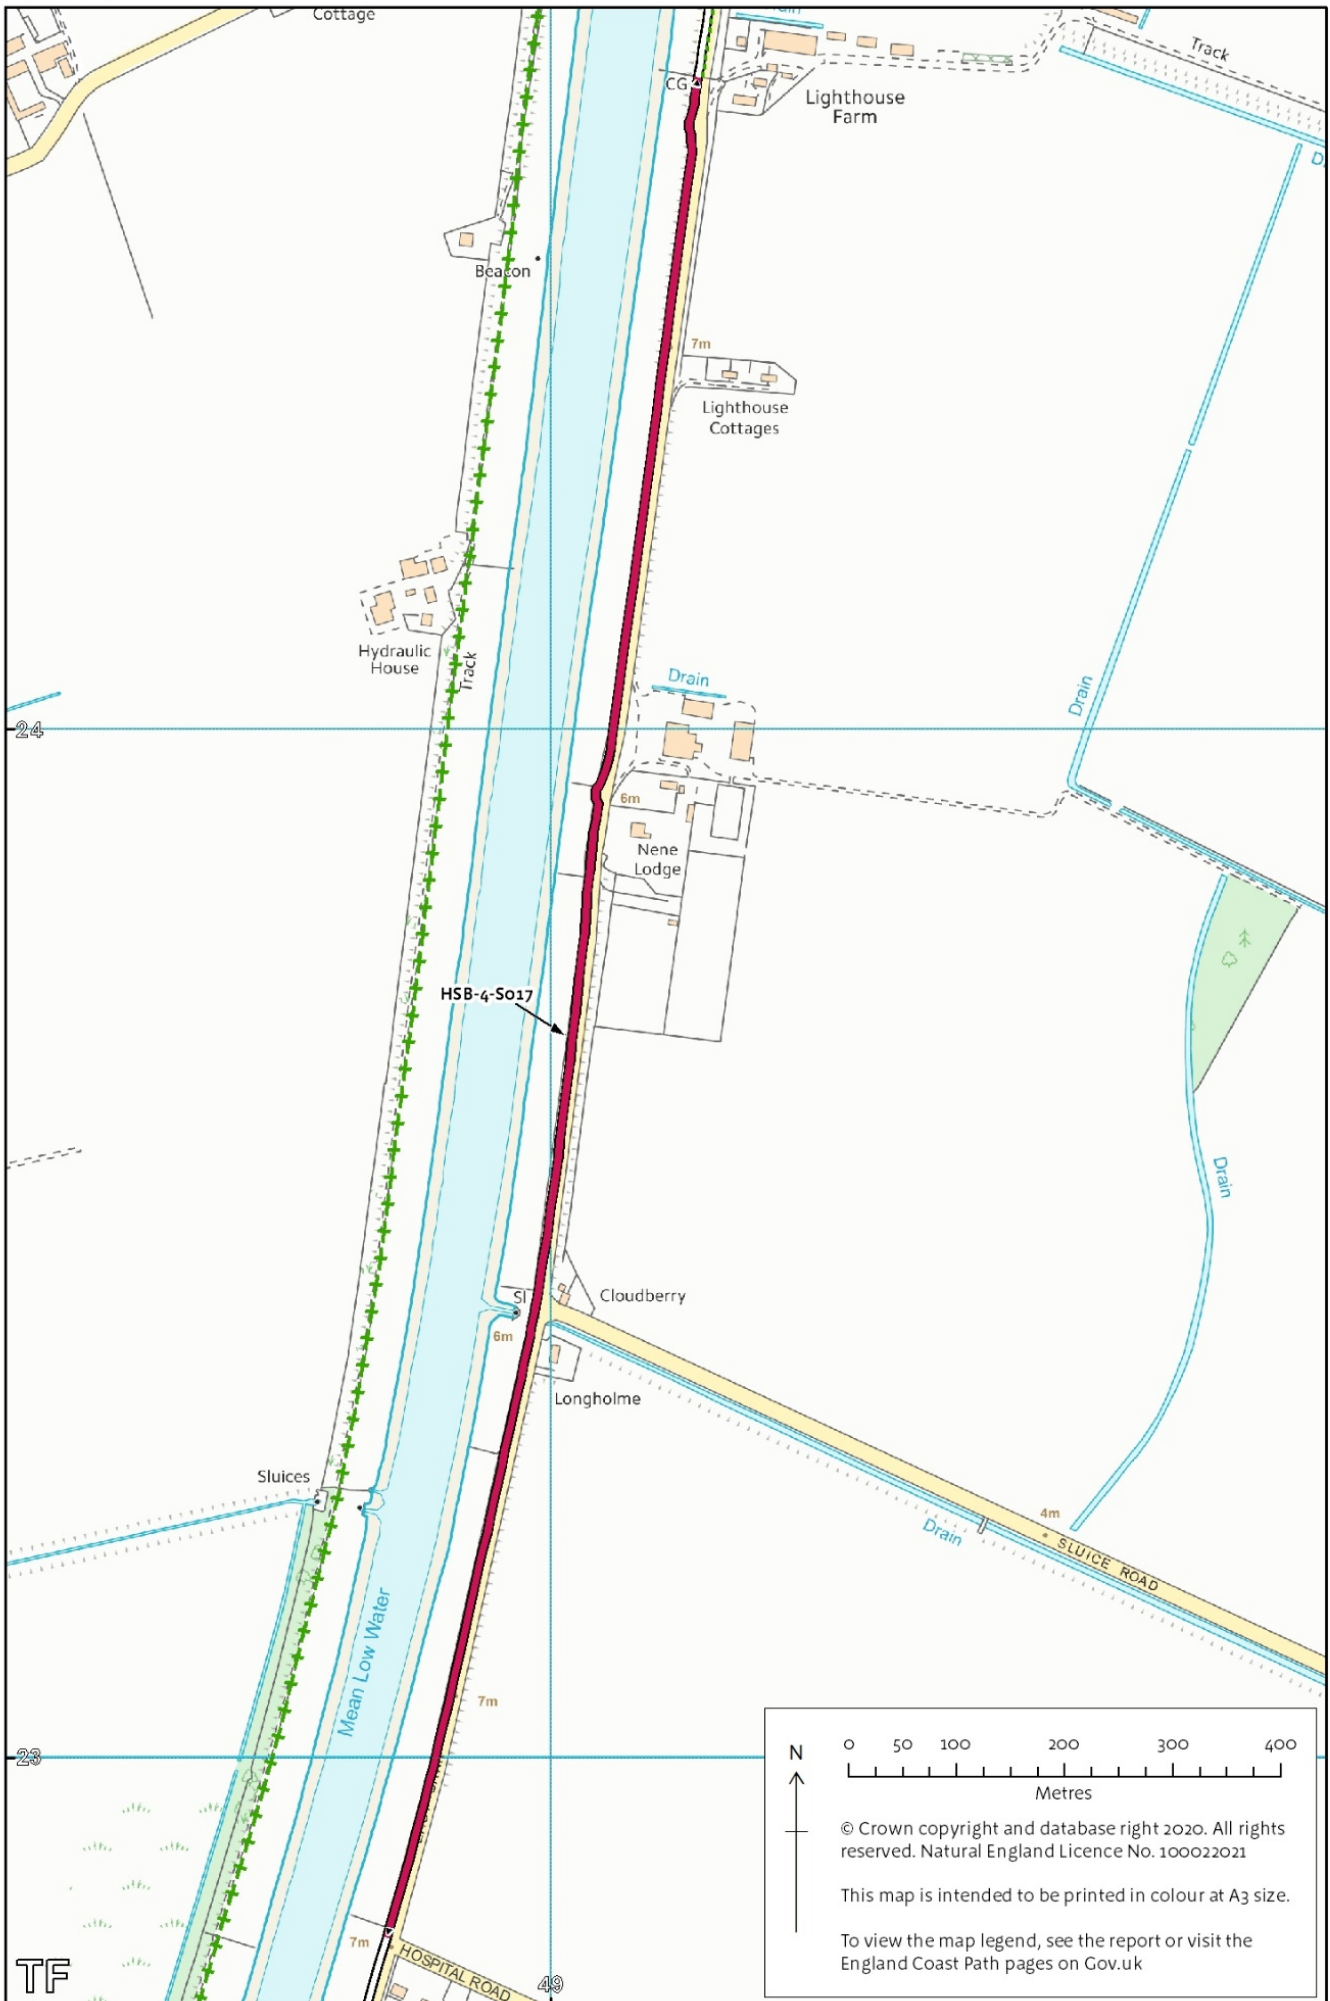 Cottage
Drain
Track
CG
Lighthouse
Farm
Beacon
7m
Lighthouse
Cottages
Hydraulic
House
Track
Drain
Drain
24
6m
Nene
Lodge
HSB-4-S017
Drain
Sl
Cloudberry
6m
Longholme
Sluices
4m
Drain
SLUICE ROAD
Mean Low Water
7m
23
N
0 50 100 200 300 400
Metres
© Crown copyright and database right 2020. All rights
reserved. Natural England Licence No. 100022021
This map is intended to be printed in colour at A3 size.
To view the map legend, see the report or visit the
England Coast Path pages on Gov.uk
7m
HOSPITAL ROAD
TF
49